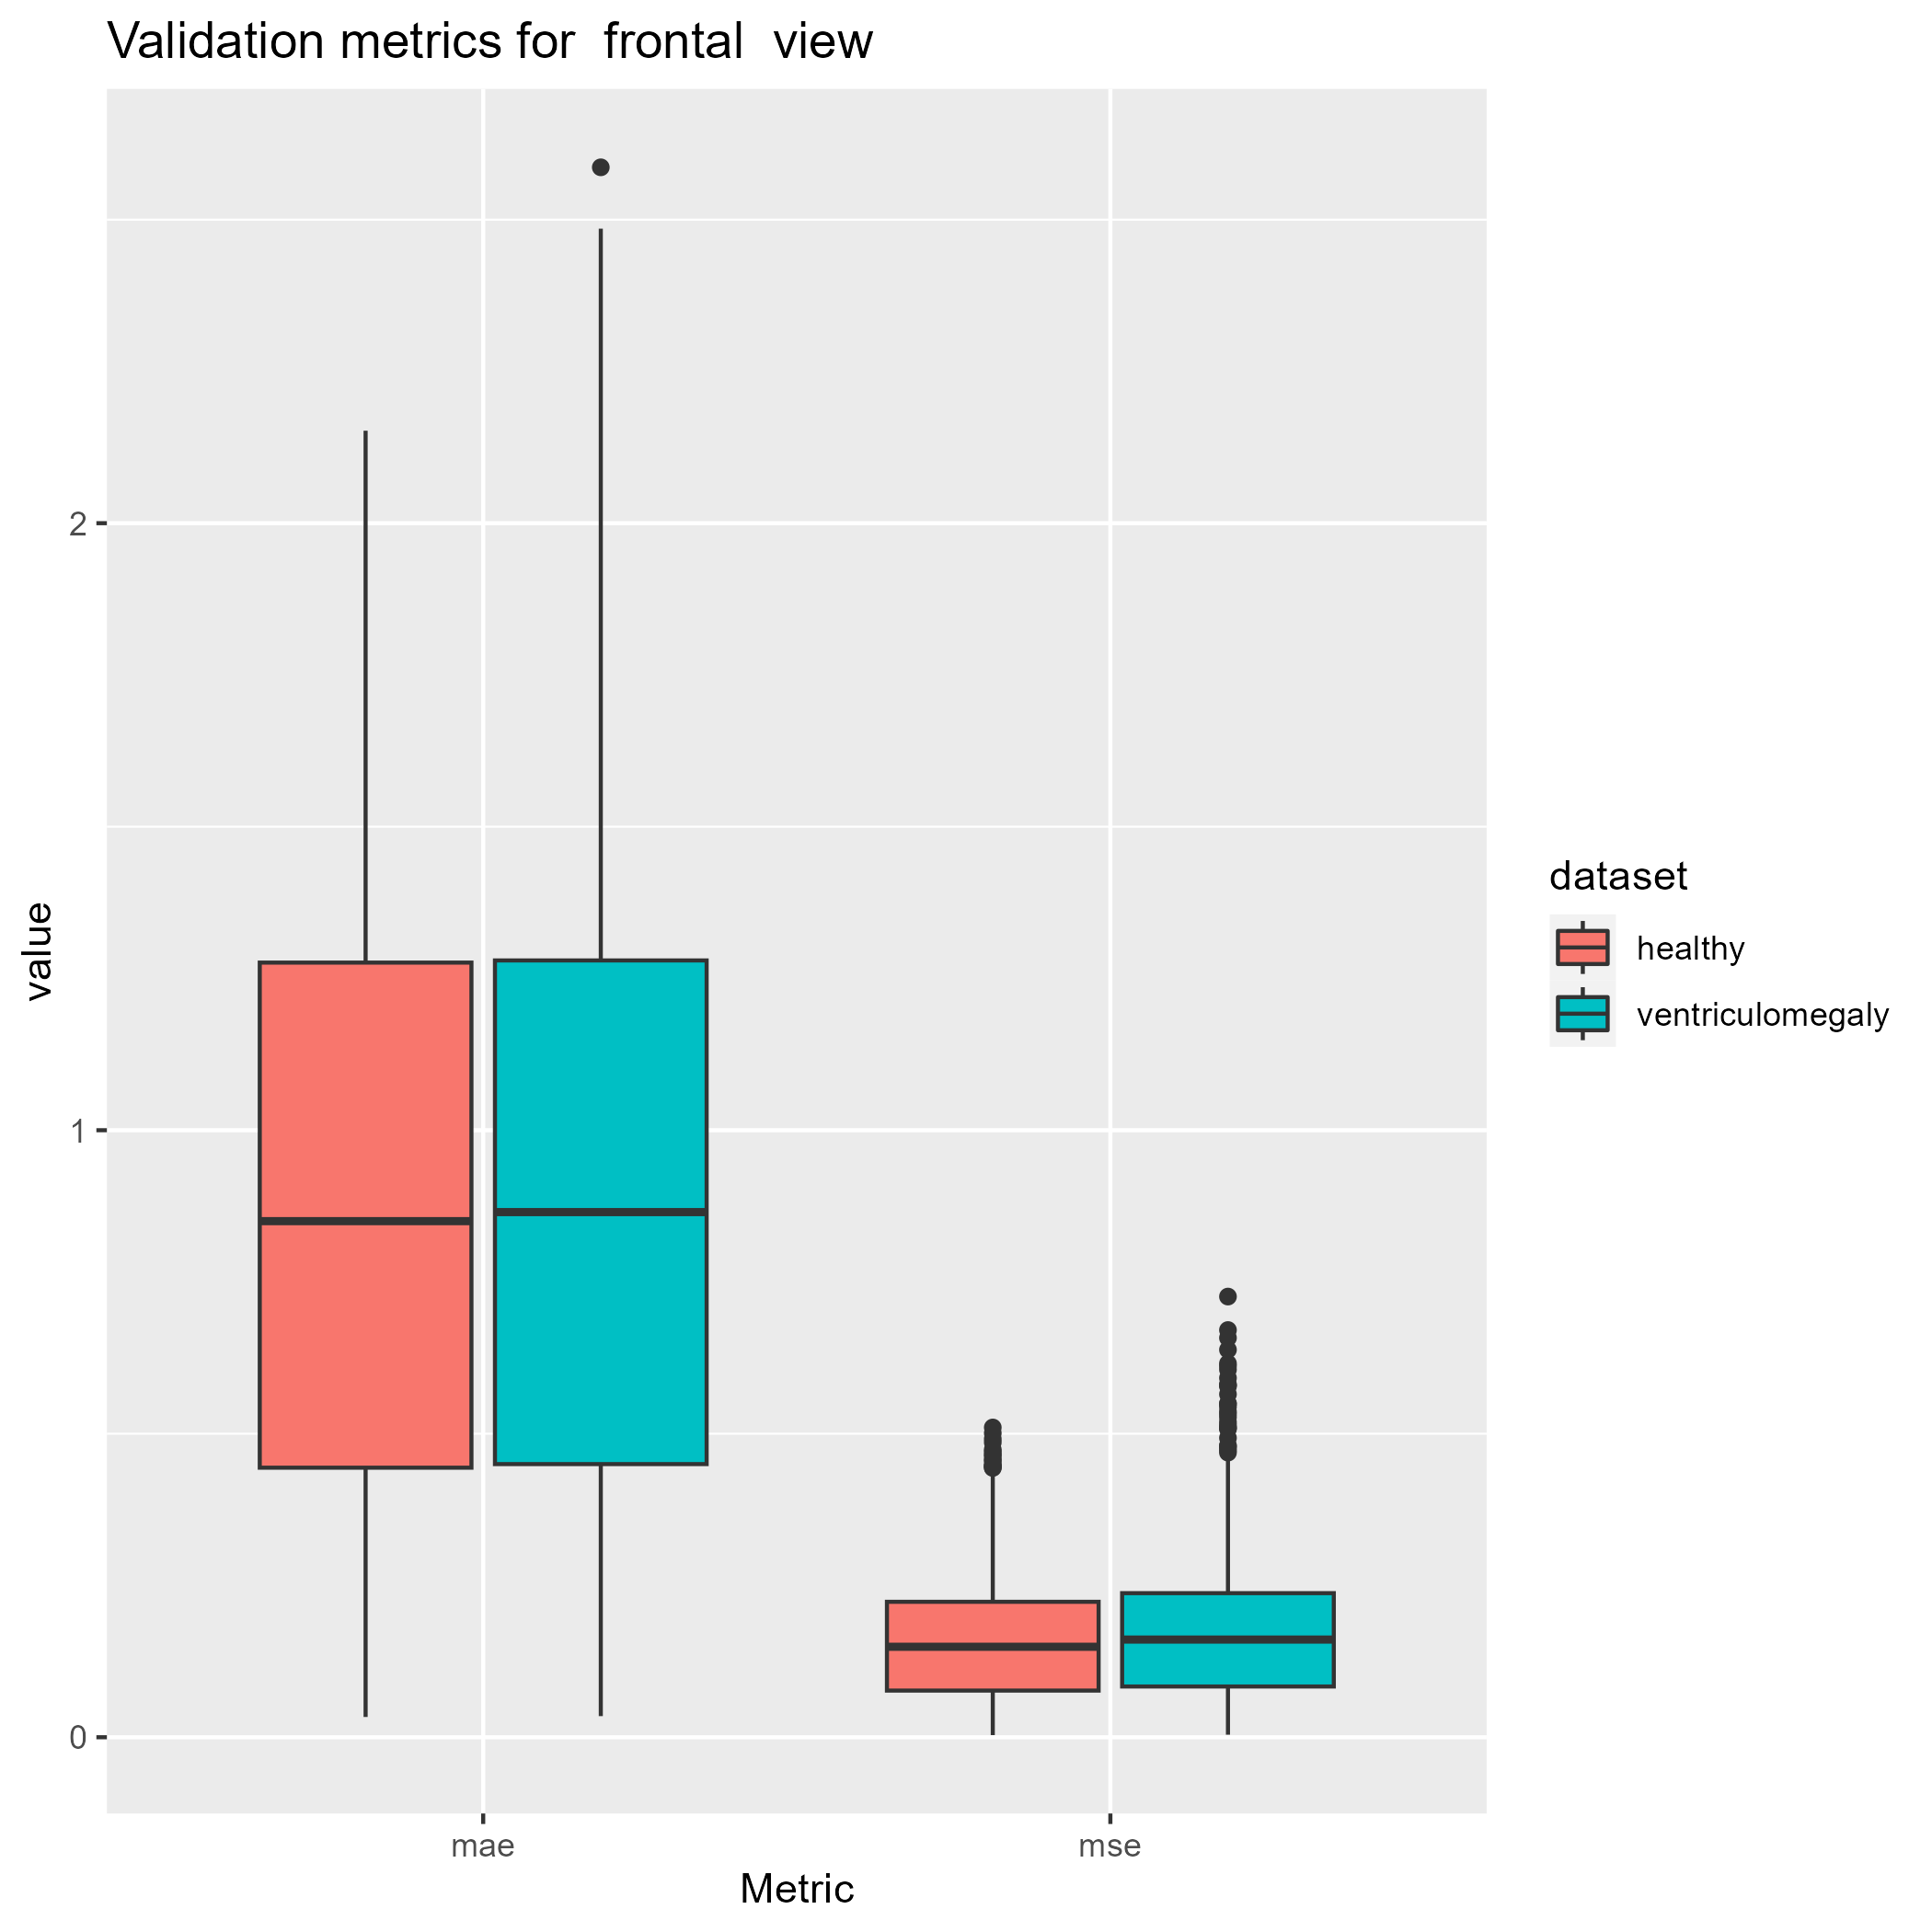 Validation metrics for  frontal  view
value
2
1
0
mae
mse
Metric
dataset
healthy
ventriculomegaly